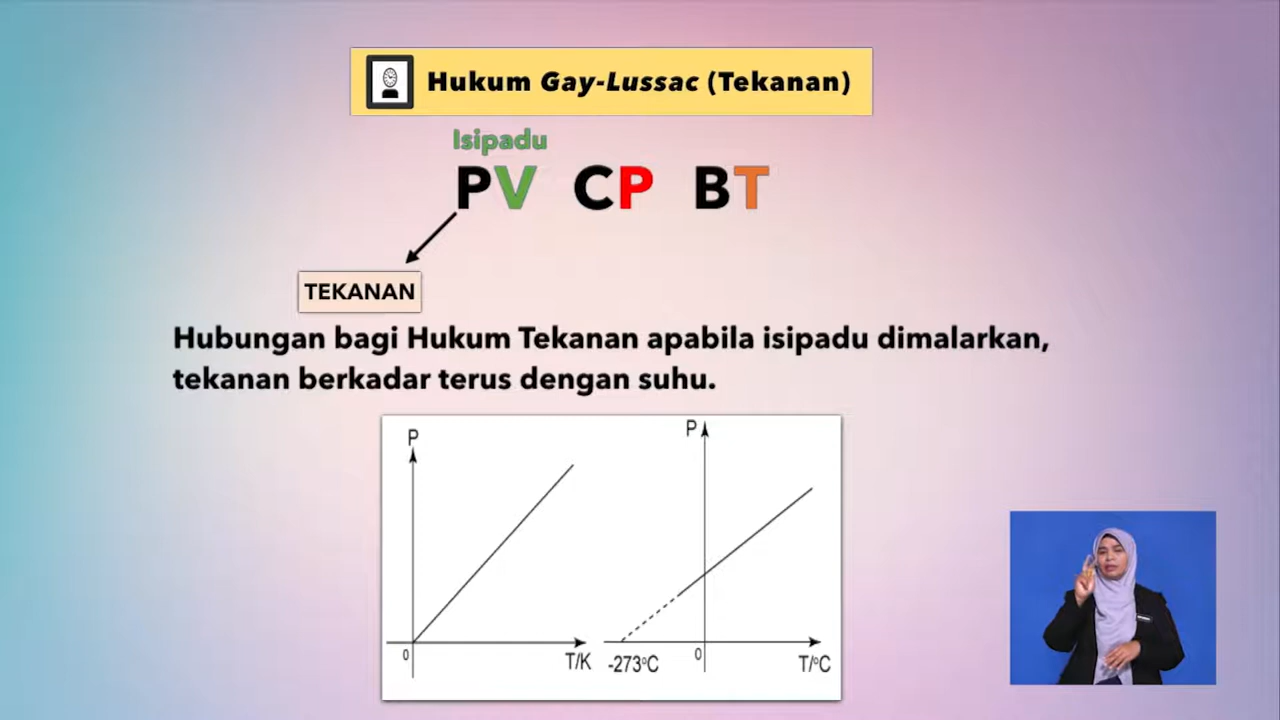 Hukum Gay-Lussac (Tekanan)
Isipadu
PV CP BT
TEKANAN
Hubungan bagi Hukum Tekanan apabila isipadu dimalarkan,
tekanan berkadar terus dengan suhu.
P
0
T/K
P
-273°C
0
T/°C